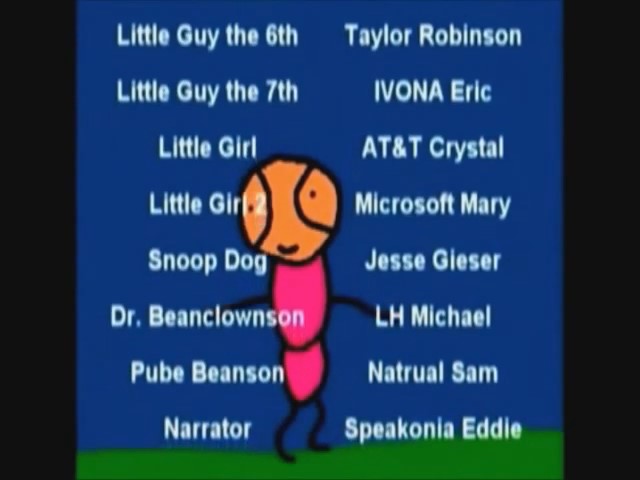 Little Guy the 6th Taylor Robinson
Little Guy the 7th IVONA Eric
Little Girl AT&T Crystal
Little Girl 2 Microsoft Mary
Snoop Dog Jesse Gieser
Dr. Beanclownson LH Michael
Pube Beanson Natrual Sam
Narrator Speakonia Eddie